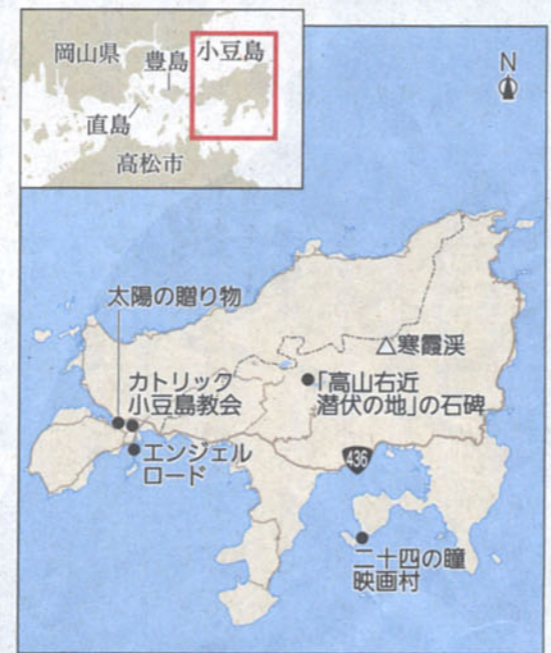 岡山県
豊島
小豆島
直島
高松市
N
太陽の贈り物
△寒霞渓
カトリック
小豆島教会
「高山右近
潜伏の地」の石碑
エンジェル
ロード
436
二十四の瞳
映画村